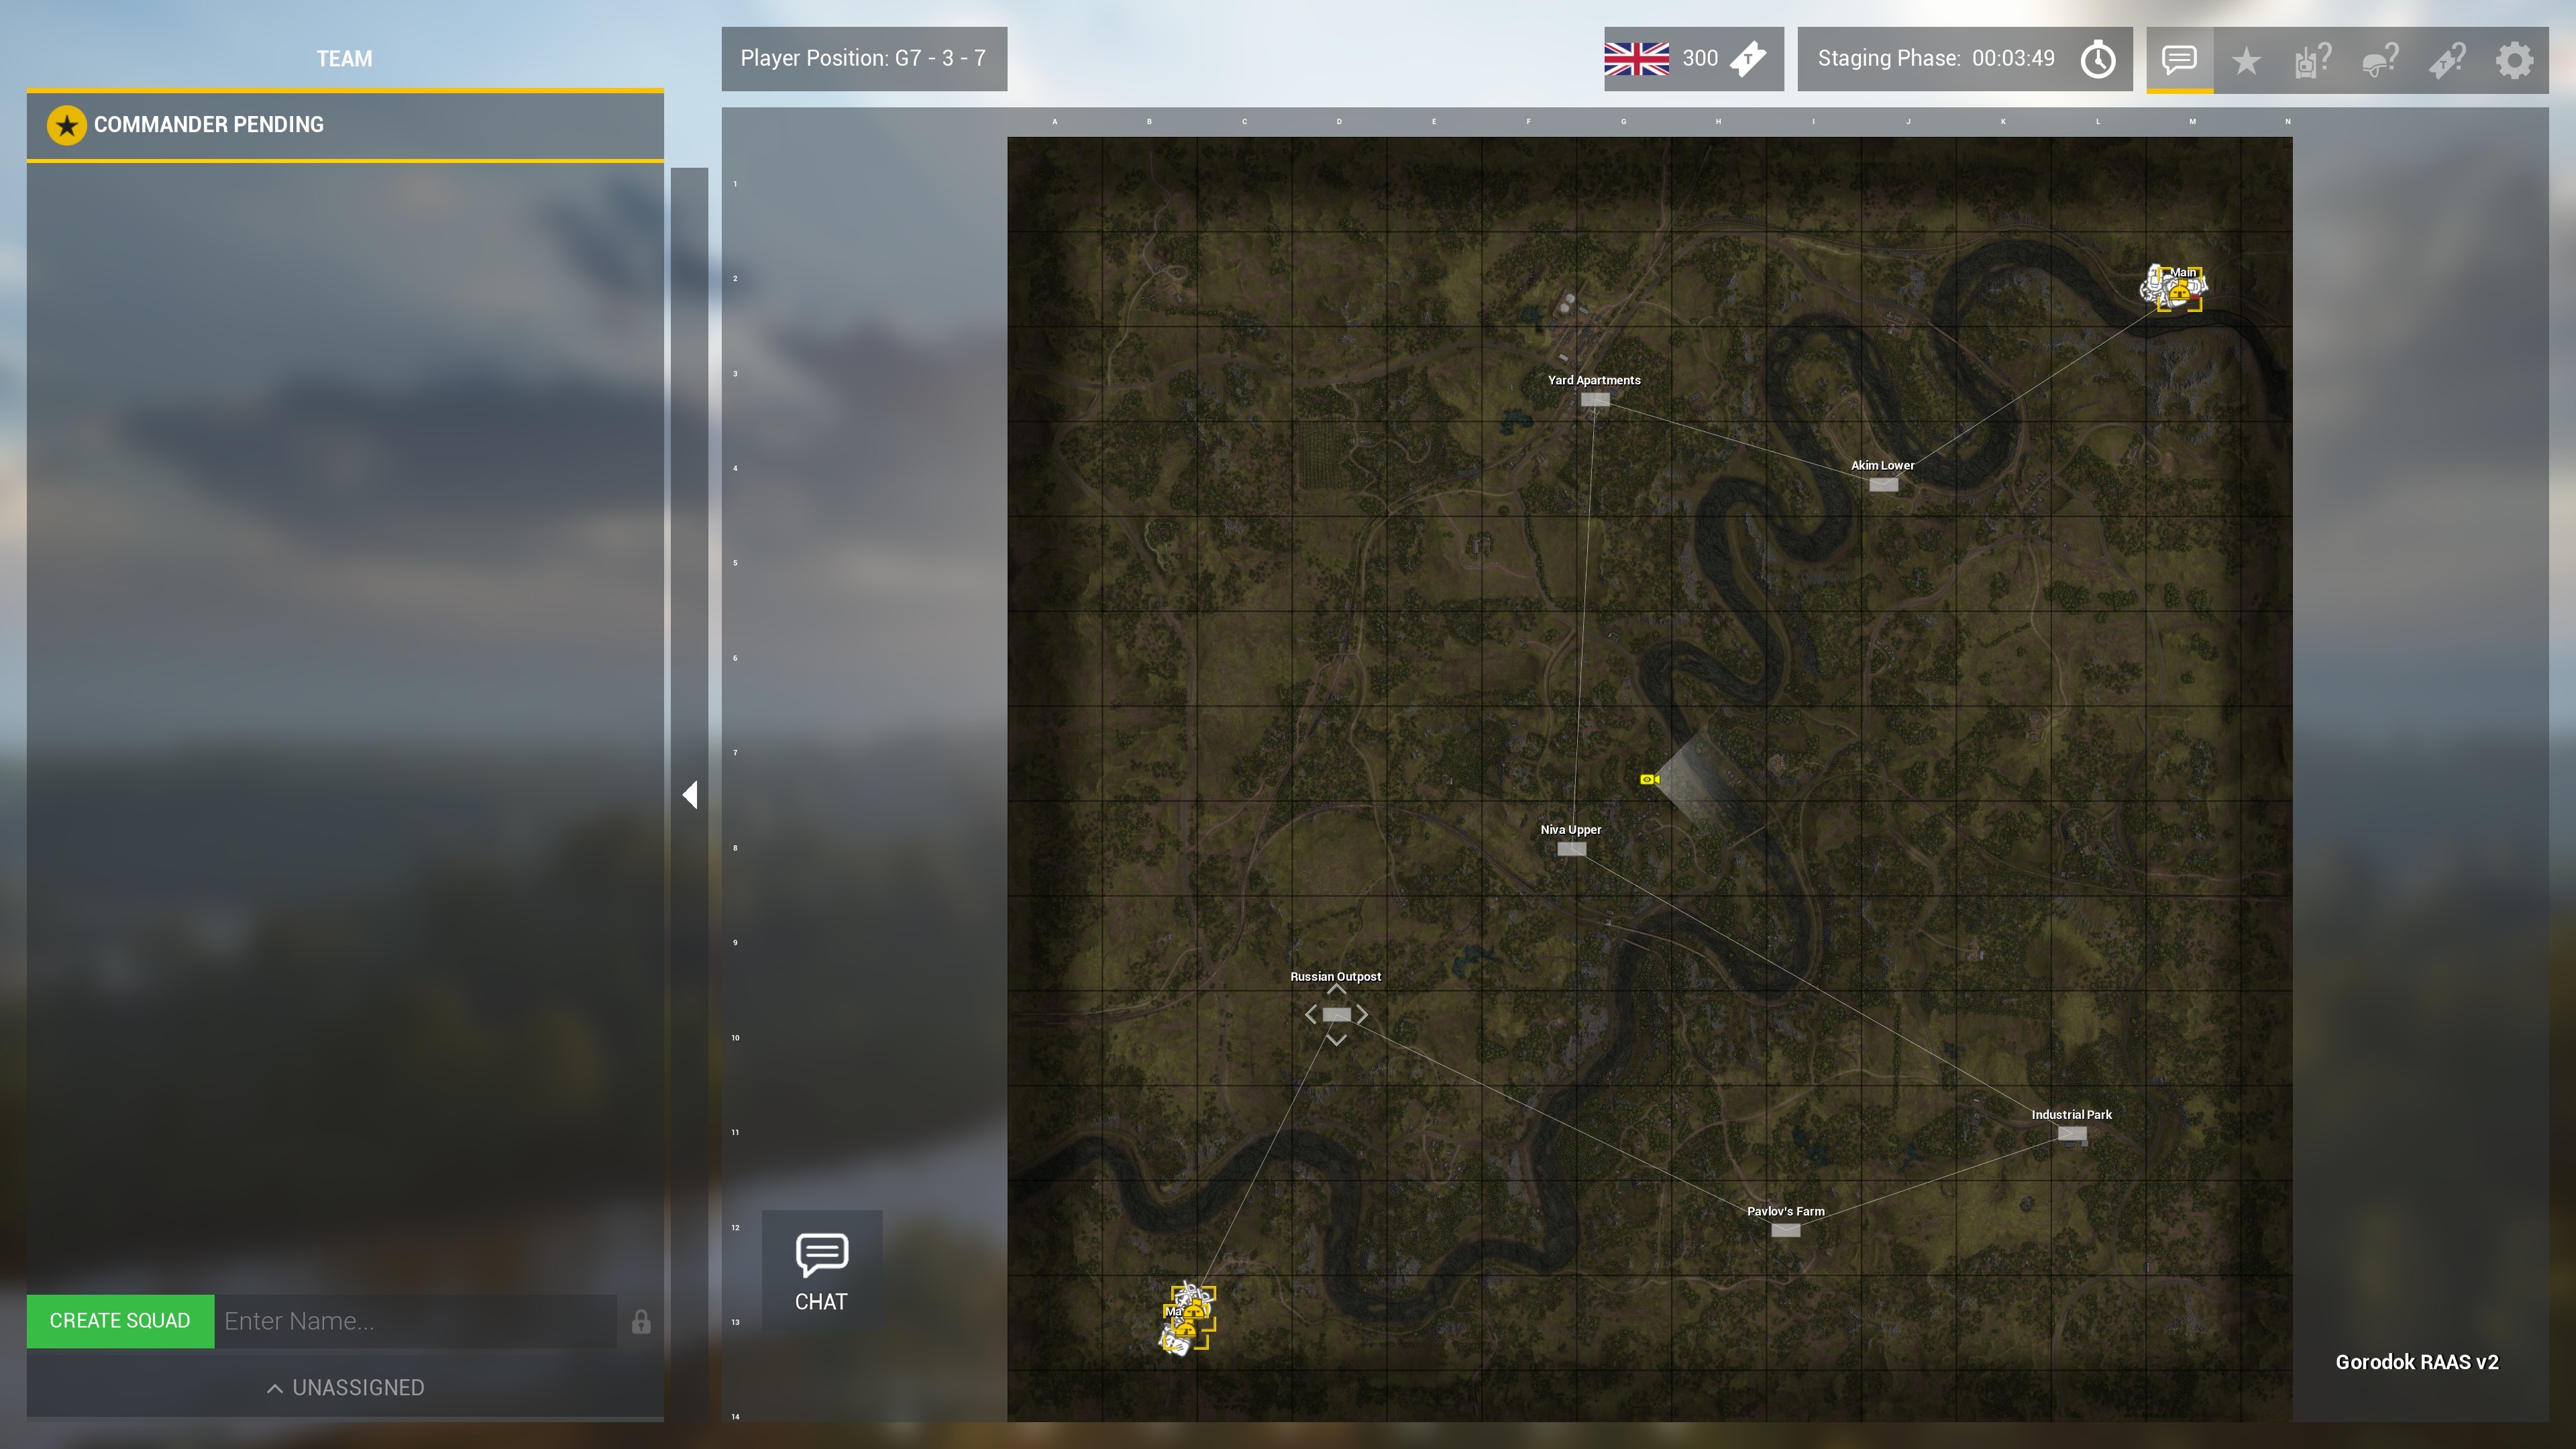 TEAM
Player Position: G7 - 3 - 7
300
T
Staging Phase: 00:03:49
?
?
T?
COMMANDER PENDING
A B C D E F G H I J K L M N
1
2
3
4
5
6
7
8
9
10
11
12
13
14
Main
Yard Apartments
Akim Lower
Niva Upper
Russian Outpost
Industrial Park
Pavlov's Farm
Ma
CHAT
CREATE SQUAD
Enter Name...
UNASSIGNED
Gorodok RAAS v2